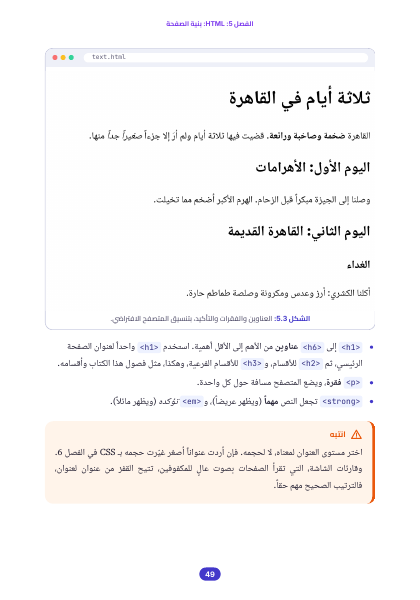 الفصل 5: HTML: بنية الصفحة
text.html
ثلاثة أيام في القاهرة
القاهرة ضخمة وصاخبة ورائعة. قضيت فيها ثلاثة أيام ولم أرَ إلا جزءاً صغيراً جداً منها.
اليوم الأول: الأهرامات
وصلنا إلى الجيزة مبكراً قبل الزحام. الهرم الأكبر أضخم مما تخيلت.
اليوم الثاني: القاهرة القديمة
الغداء
أكلنا الكشري: أرز وعدس ومكرونة وصلصة طماطم حارة.
الشكل 5.3: العناوين والفقرات والتأكيد، بتنسيق المتصفح الافتراضي.
• <h1> إلى <h6> عناوين من الأهم إلى الأقل أهمية. استخدم <h1> واحداً لعنوان الصفحة
الرئيسي، ثم <h2> للأقسام، و <h3> للأقسام الفرعية، وهكذا، مثل فصول هذا الكتاب وأقسامه.
• <p> فقرة، ويضع المتصفح مسافة حول كل واحدة.
• <strong> تجعل النص مهماً (ويظهر عريضاً)، و <em> تؤكده (ويظهر مائلاً).
انتبه
اختر مستوى العنوان لمعناه، لا لحجمه. فإن أردت عنواناً أصغر غيّرت حجمه بـ CSS في الفصل 6.
وقارئات الشاشة، التي تقرأ الصفحات بصوت عالٍ للمكفوفين، تتيح القفز من عنوان لعنوان،
فالترتيب الصحيح مهم حقاً.
49